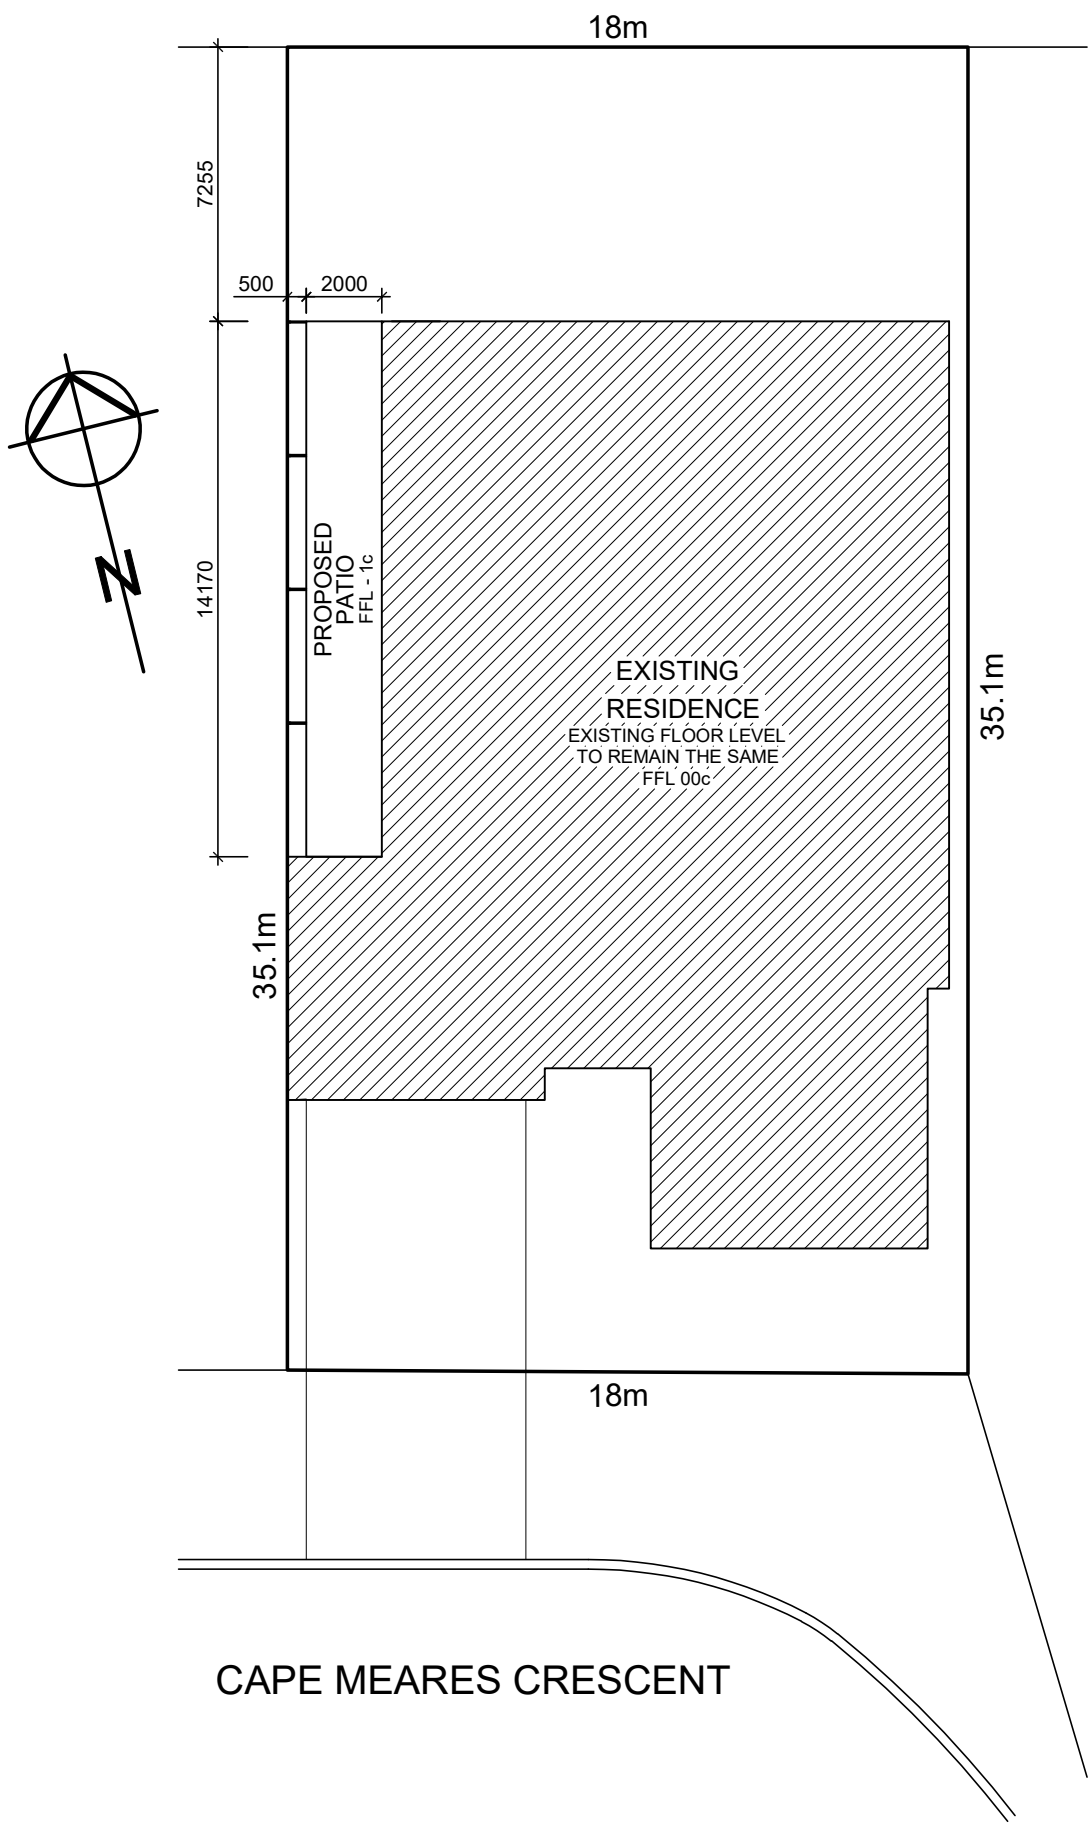 18m
7255
500
2000
14170
PROPOSED
PATIO
FFL - 1c
N
EXISTING
RESIDENCE
EXISTING FLOOR LEVEL
TO REMAIN THE SAME
FFL 00c
35.1m
35.1m
18m
CAPE MEARES CRESCENT